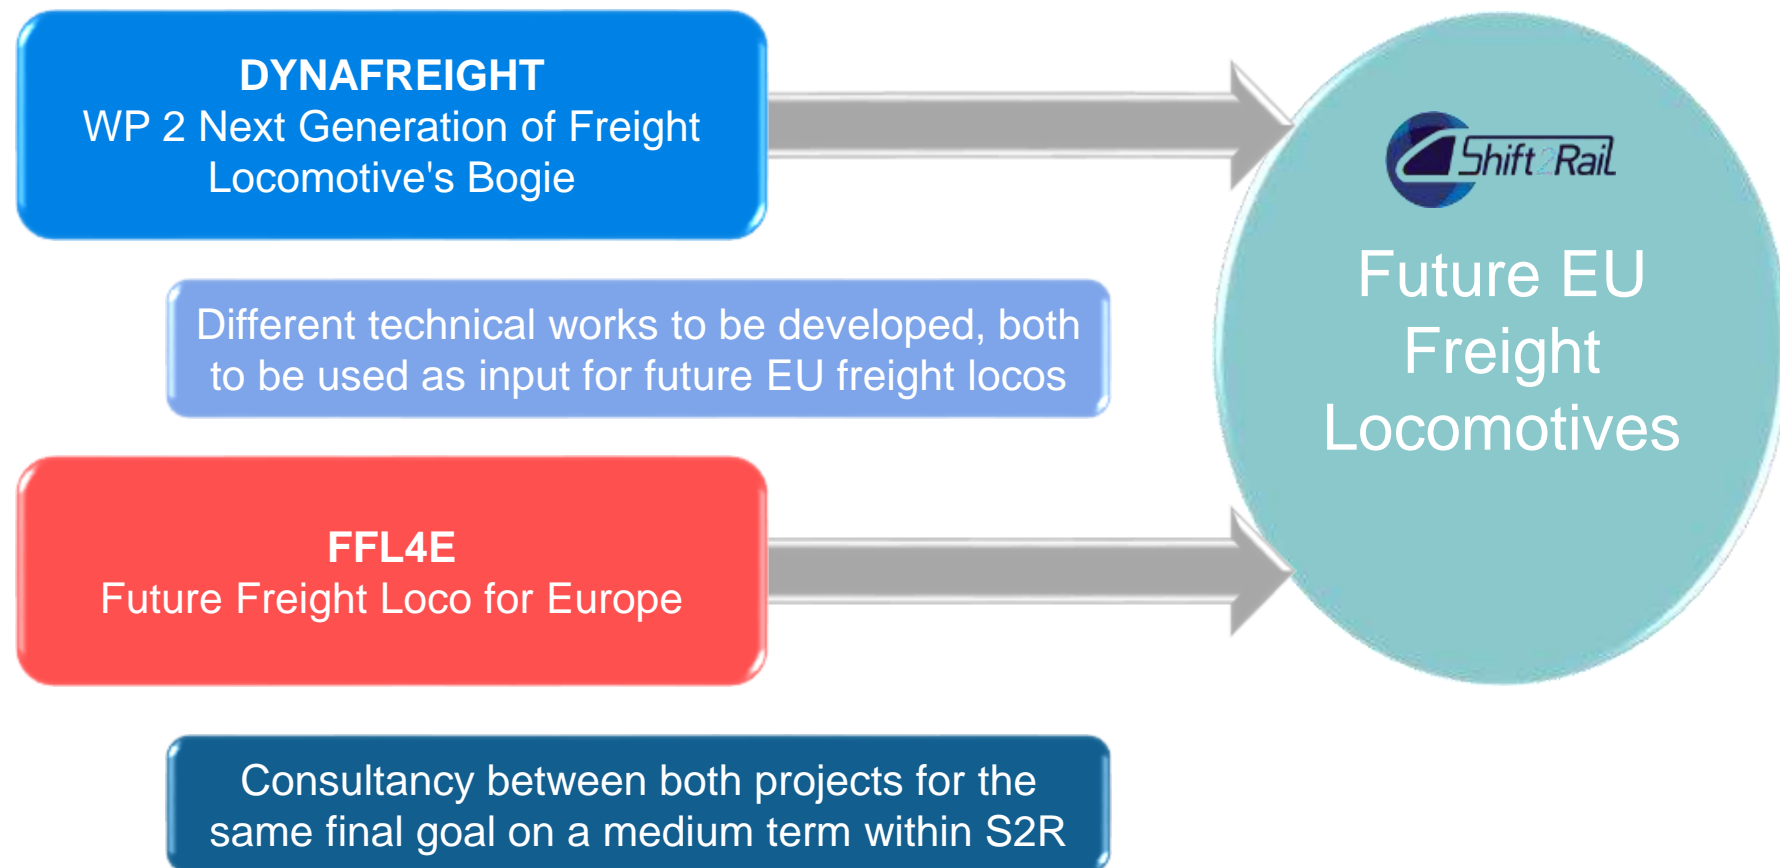 DYNAFREIGHT
WP 2 Next Generation of Freight
Locomotive's Bogie
Shift2Rail
Future EU
Freight
Locomotives
Different technical works to be developed, both
to be used as input for future EU freight locos
FFL4E
Future Freight Loco for Europe
Consultancy between both projects for the
same final goal on a medium term within S2R